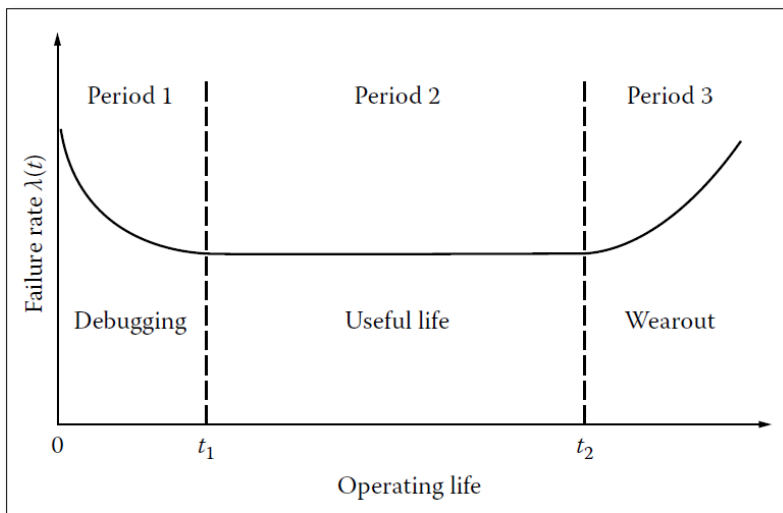 Period 1
Period 2
Period 3
Failure rate λ(t)
Debugging
Useful life
Wearout
0
t₁
t₂
Operating life